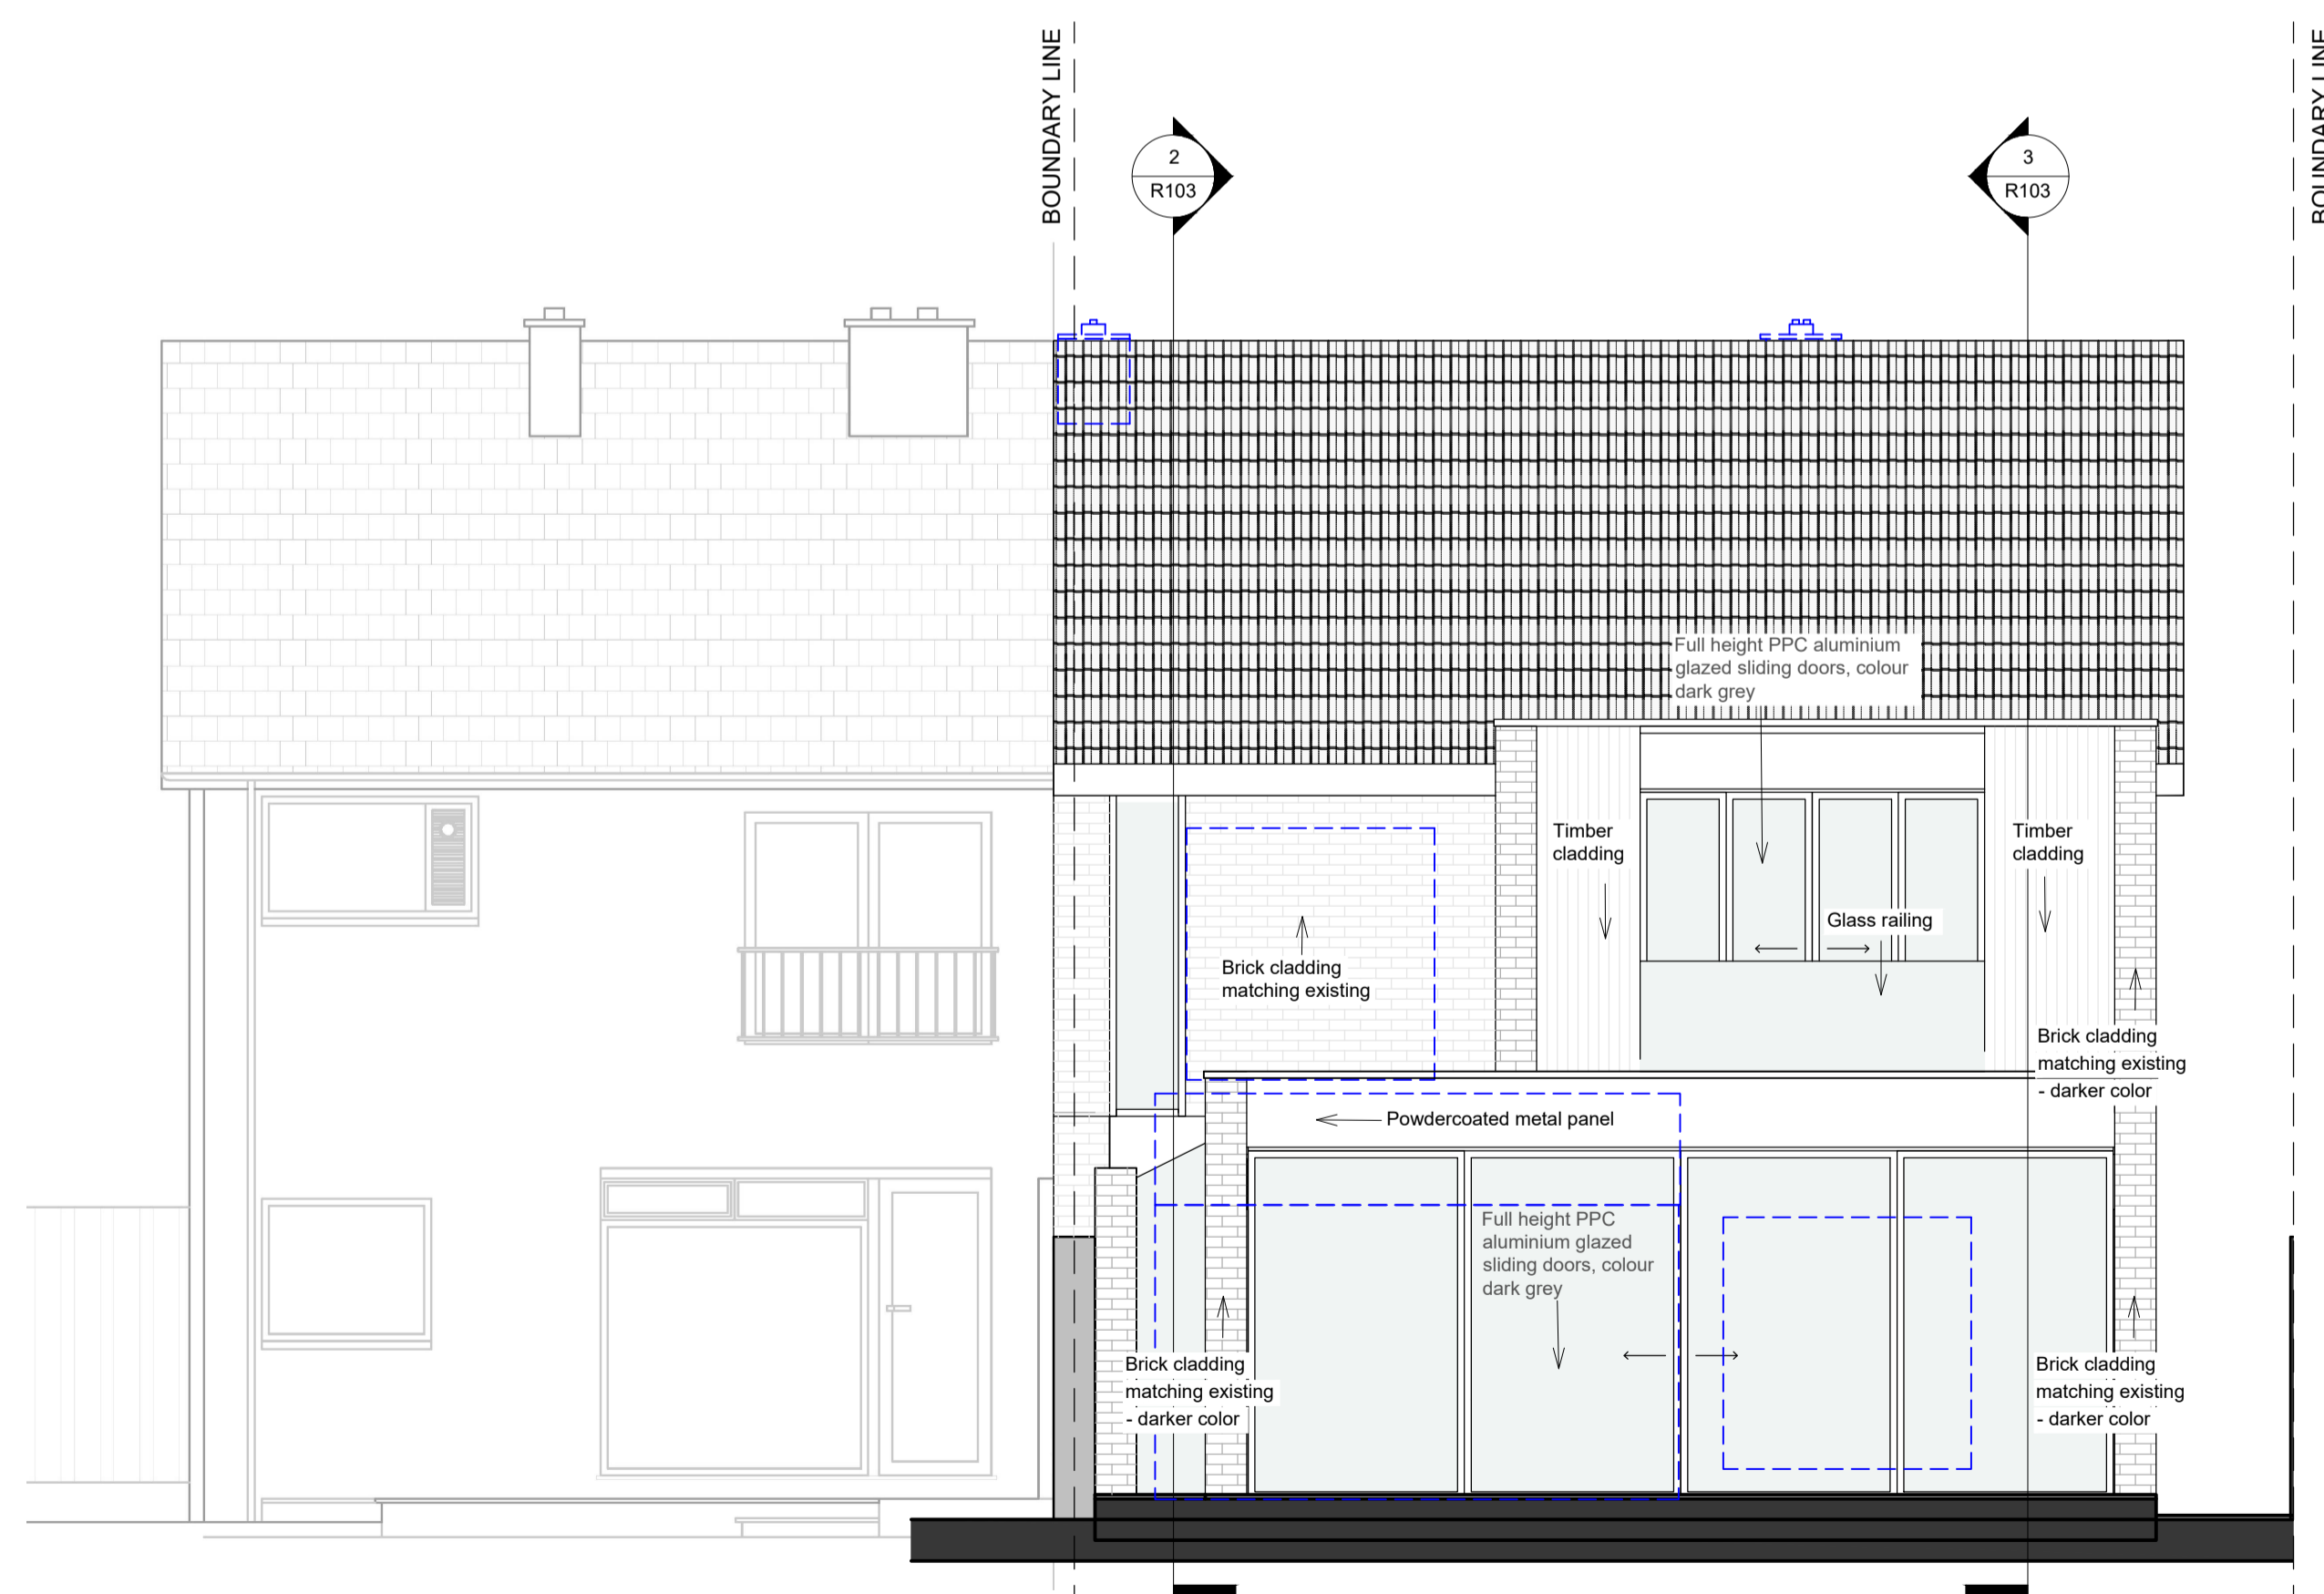 BOUNDARY LINE
BOUNDARY LINE
2
R103
3
R103
Full height PPC aluminium
glazed sliding doors, colour
dark grey
Timber
cladding
Timber
cladding
Glass railing
Brick cladding
matching existing
Brick cladding
matching existing
- darker color
Powdercoated metal panel
Full height PPC
aluminium glazed
sliding doors, colour
dark grey
Brick cladding
matching existing
- darker color
Brick cladding
matching existing
- darker color